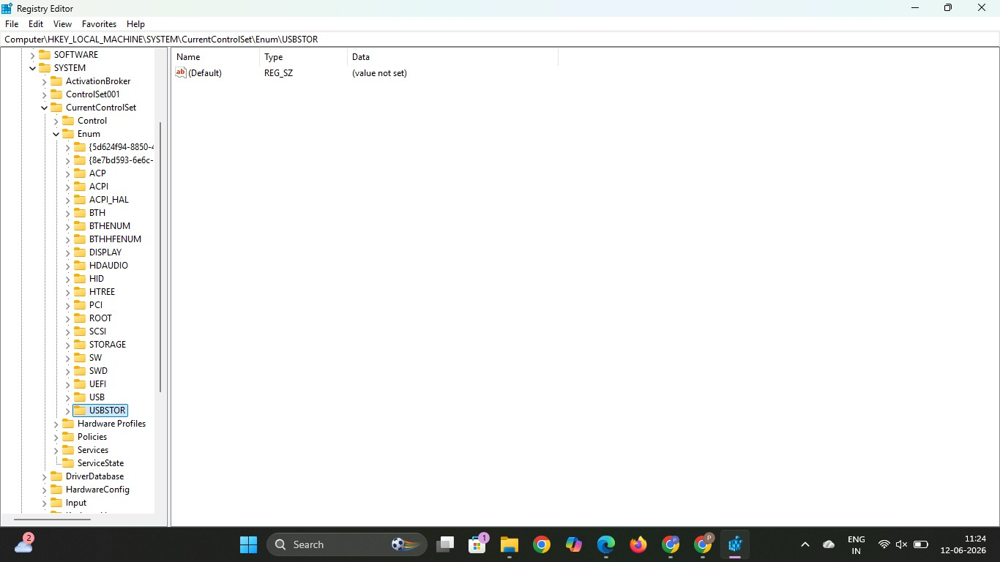 Registry Editor
File Edit View Favorites Help
Computer\HKEY_LOCAL_MACHINE\SYSTEM\CurrentControlSet\Enum\USBSTOR
SOFTWARE
SYSTEM
ActivationBroker
ControlSet001
CurrentControlSet
Control
Enum
{5d624f94-8850-4
{8e7bd593-6e6c-
ACP
ACPI
ACPI_HAL
BTH
BTHENUM
BTHHFENUM
DISPLAY
HDAUDIO
HID
HTREE
PCI
ROOT
SCSI
STORAGE
SW
SWD
UEFI
USB
USBSTOR
Hardware Profiles
Policies
Services
ServiceState
DriverDatabase
HardwareConfig
Input
Name Type Data
ab (Default) REG_SZ (value not set)
2
Search
1
P
P
ENG
IN
11:24
12-06-2026